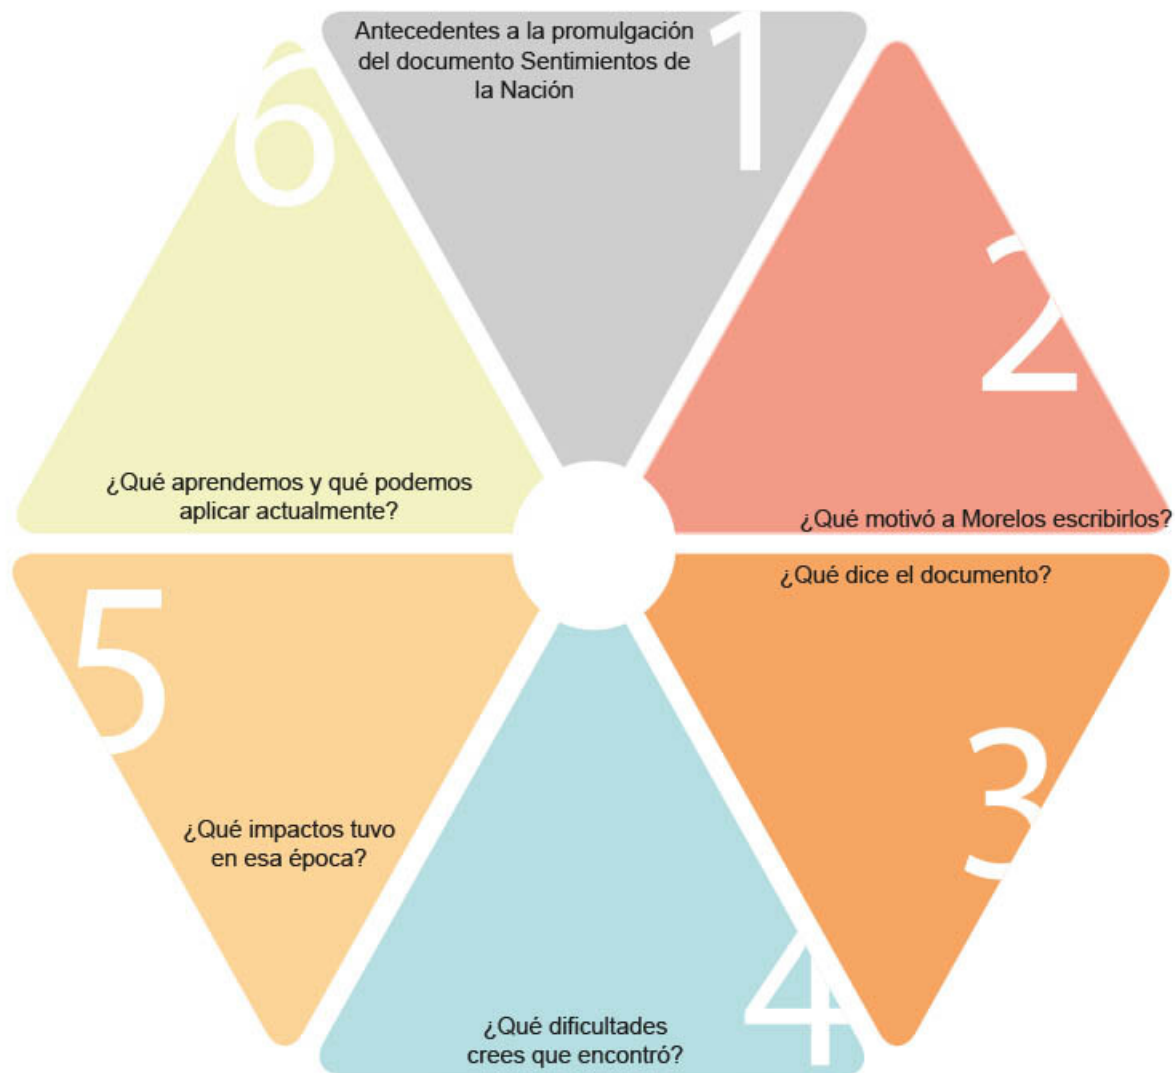 1
Antecedentes a la promulgación
del documento Sentimientos de
la Nación
2
¿Qué motivó a Morelos escribirlos?
¿Qué dice el documento?
3
4
¿Qué dificultades
crees que encontró?
5
¿Qué impactos tuvo
en esa época?
6
¿Qué aprendemos y qué podemos
aplicar actualmente?